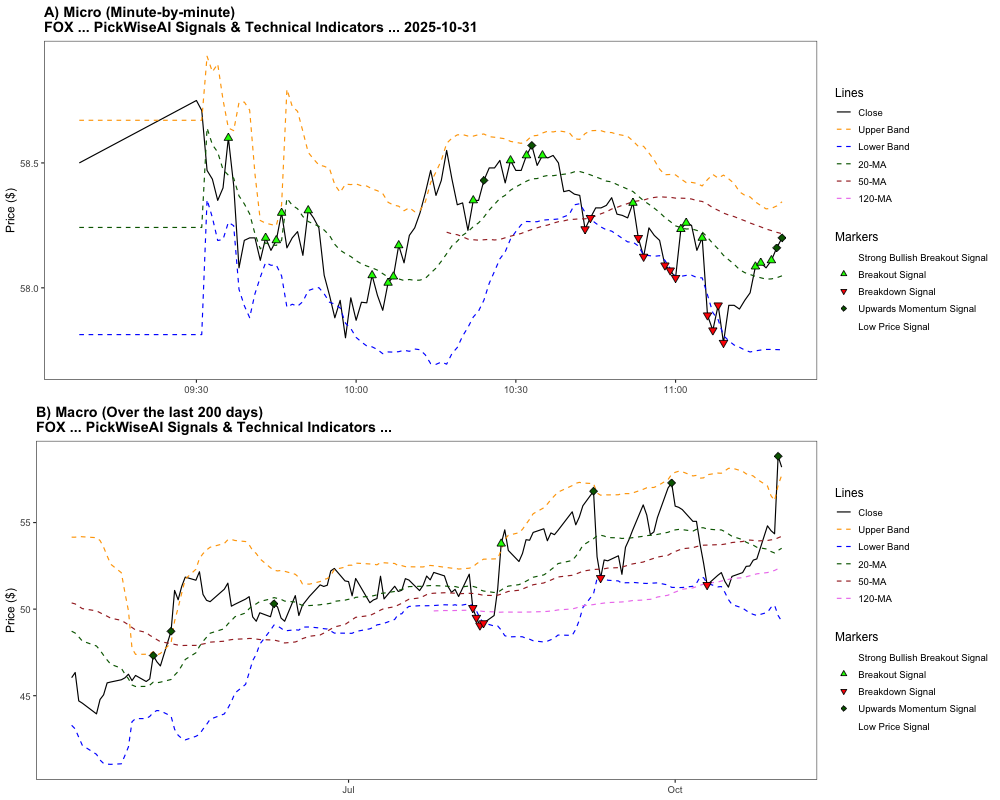 A) Micro (Minute-by-minute)
FOX ... PickWiseAI Signals & Technical Indicators ... 2025-10-31
Price ($)
58.5
58.0
09:30
10:00
10:30
11:00
Lines
Close
Upper Band
Lower Band
20-MA
50-MA
120-MA
Markers
Strong Bullish Breakout Signal
Breakout Signal
Breakdown Signal
Upwards Momentum Signal
Low Price Signal
B) Macro (Over the last 200 days)
FOX ... PickWiseAI Signals & Technical Indicators ...
Price ($)
55
50
45
Jul
Oct
Lines
Close
Upper Band
Lower Band
20-MA
50-MA
120-MA
Markers
Strong Bullish Breakout Signal
Breakout Signal
Breakdown Signal
Upwards Momentum Signal
Low Price Signal